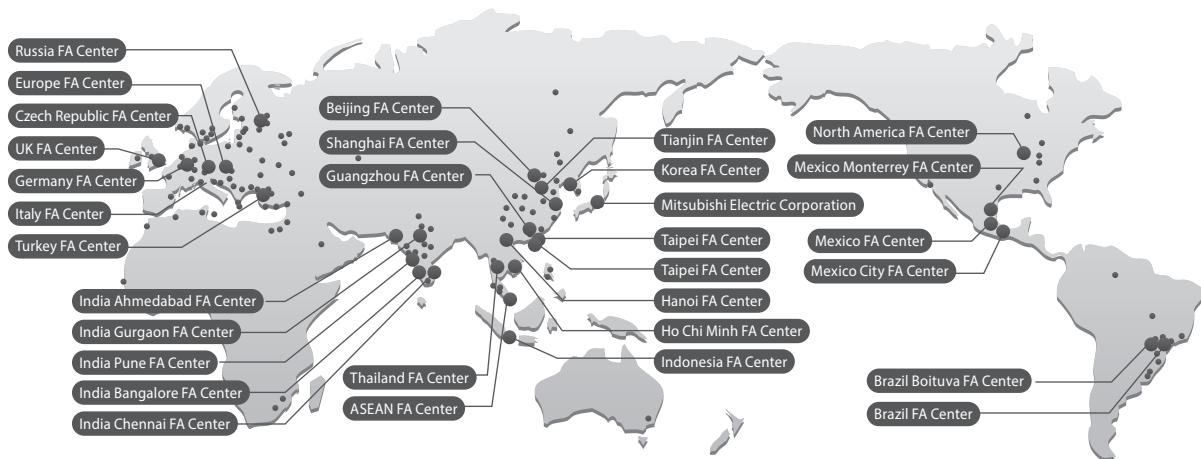 Russia FA Center
Europe FA Center
Czech Republic FA Center
UK FA Center
Germany FA Center
Italy FA Center
Turkey FA Center
India Ahmedabad FA Center
India Gurgaon FA Center
India Pune FA Center
India Bangalore FA Center
India Chennai FA Center
Beijing FA Center
Shanghai FA Center
Guangzhou FA Center
Thailand FA Center
ASEAN FA Center
Tianjin FA Center
Korea FA Center
Mitsubishi Electric Corporation
Taipei FA Center
Taipei FA Center
Hanoi FA Center
Ho Chi Minh FA Center
Indonesia FA Center
North America FA Center
Mexico Monterrey FA Center
Mexico FA Center
Mexico City FA Center
Brazil Boituva FA Center
Brazil FA Center